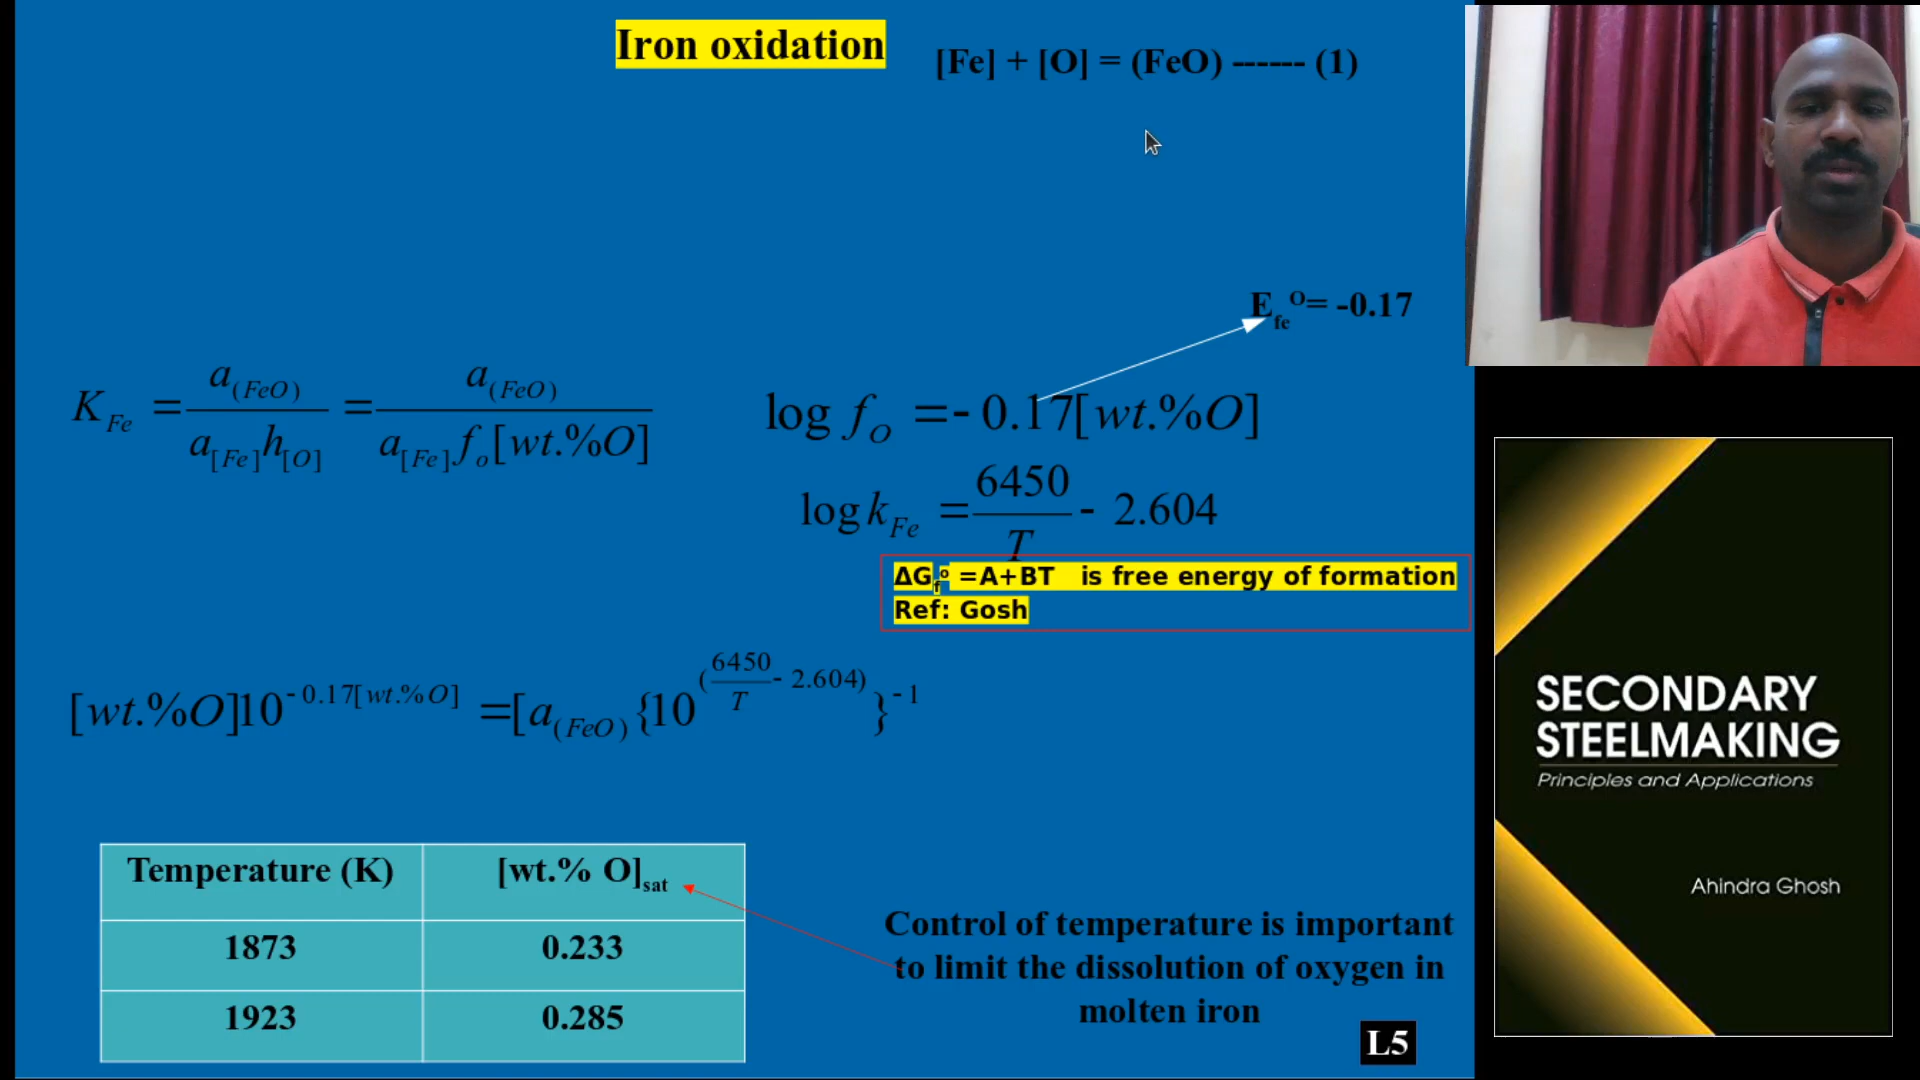 Iron oxidation
[Fe] + [O] = (FeO) ------ (1)
E_fe^O= -0.17
K_Fe = a_(FeO) / a_[Fe] h_[O] = a_(FeO) / a_[Fe] f_o [wt.%O]
log f_O = - 0.17[wt.%O]
log k_Fe = 6450 / T - 2.604
ΔG_f^o =A+BT is free energy of formation
Ref: Gosh
[wt.%O]10^-0.17[wt.%O] =[a_(FeO){10^(6450/T - 2.604)}^-1
Temperature (K) [wt.% O]_sat
1873 0.233
1923 0.285
Control of temperature is important
to limit the dissolution of oxygen in
molten iron
L5
SECONDARY
STEELMAKING
Principles and Applications
Ahindra Ghosh